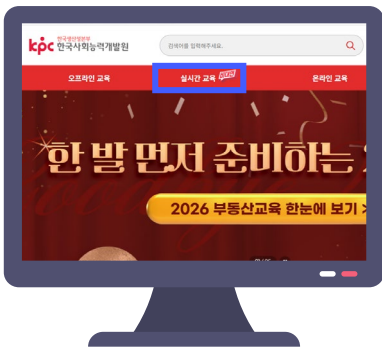 kpc 한국생산성본부
한국사회능력개발원
검색어를 입력해주세요.
오프라인 교육
실시간 교육
온라인 교육
한 발 먼저 준비하는
2026 부동산교육 한눈에 보기 >